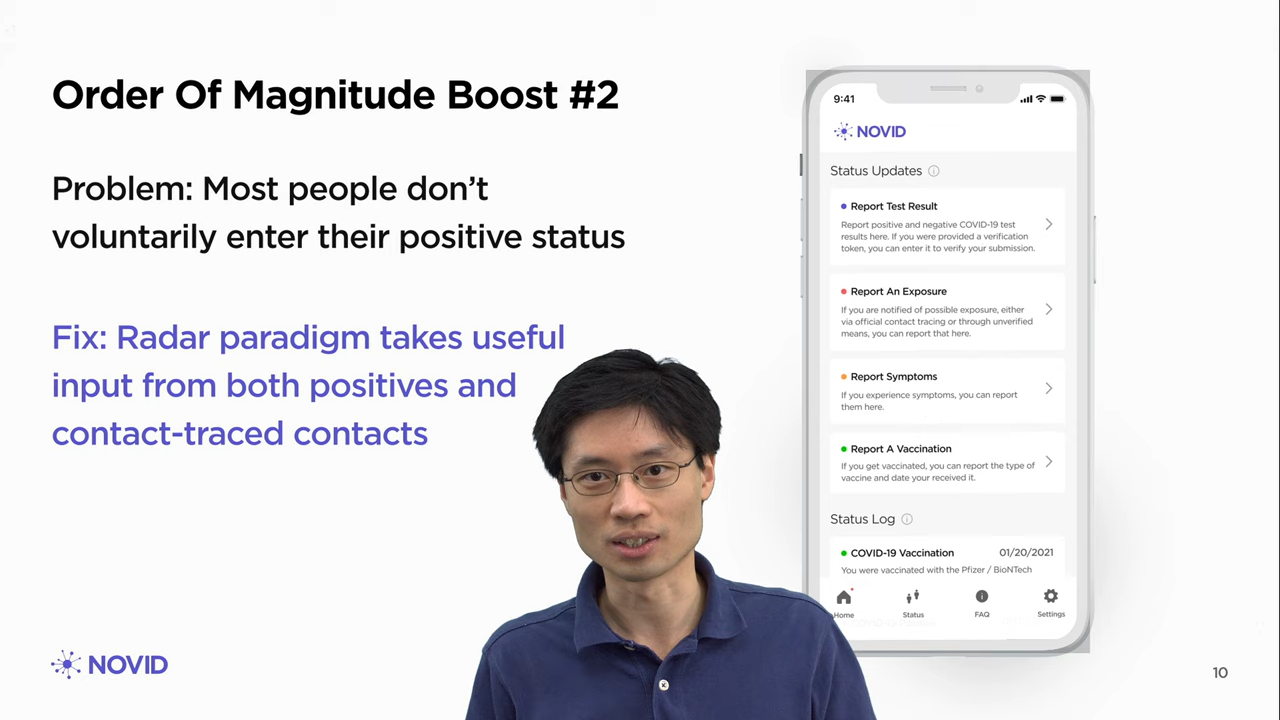 Order Of Magnitude Boost #2
Problem: Most people don't
voluntarily enter their positive status
Fix: Radar paradigm takes useful
input from both positives and
contact-traced contacts
NOVID
9:41
NOVID
Status Updates
Report Test Result
Report positive and negative COVID-19 test
results here. If you were provided a verification
token, you can enter it to verify your submission.
Report An Exposure
If you are notified of possible exposure, either
via official contact tracing or through unverified
means, you can report that here.
Report Symptoms
If you experience symptoms, you can report
them here.
Report A Vaccination
If you get vaccinated, you can report the type of
vaccine and date your received it.
Status Log
COVID-19 Vaccination 01/20/2021
You were vaccinated with the Pfizer / BioNTech
Home Status FAQ Settings
10